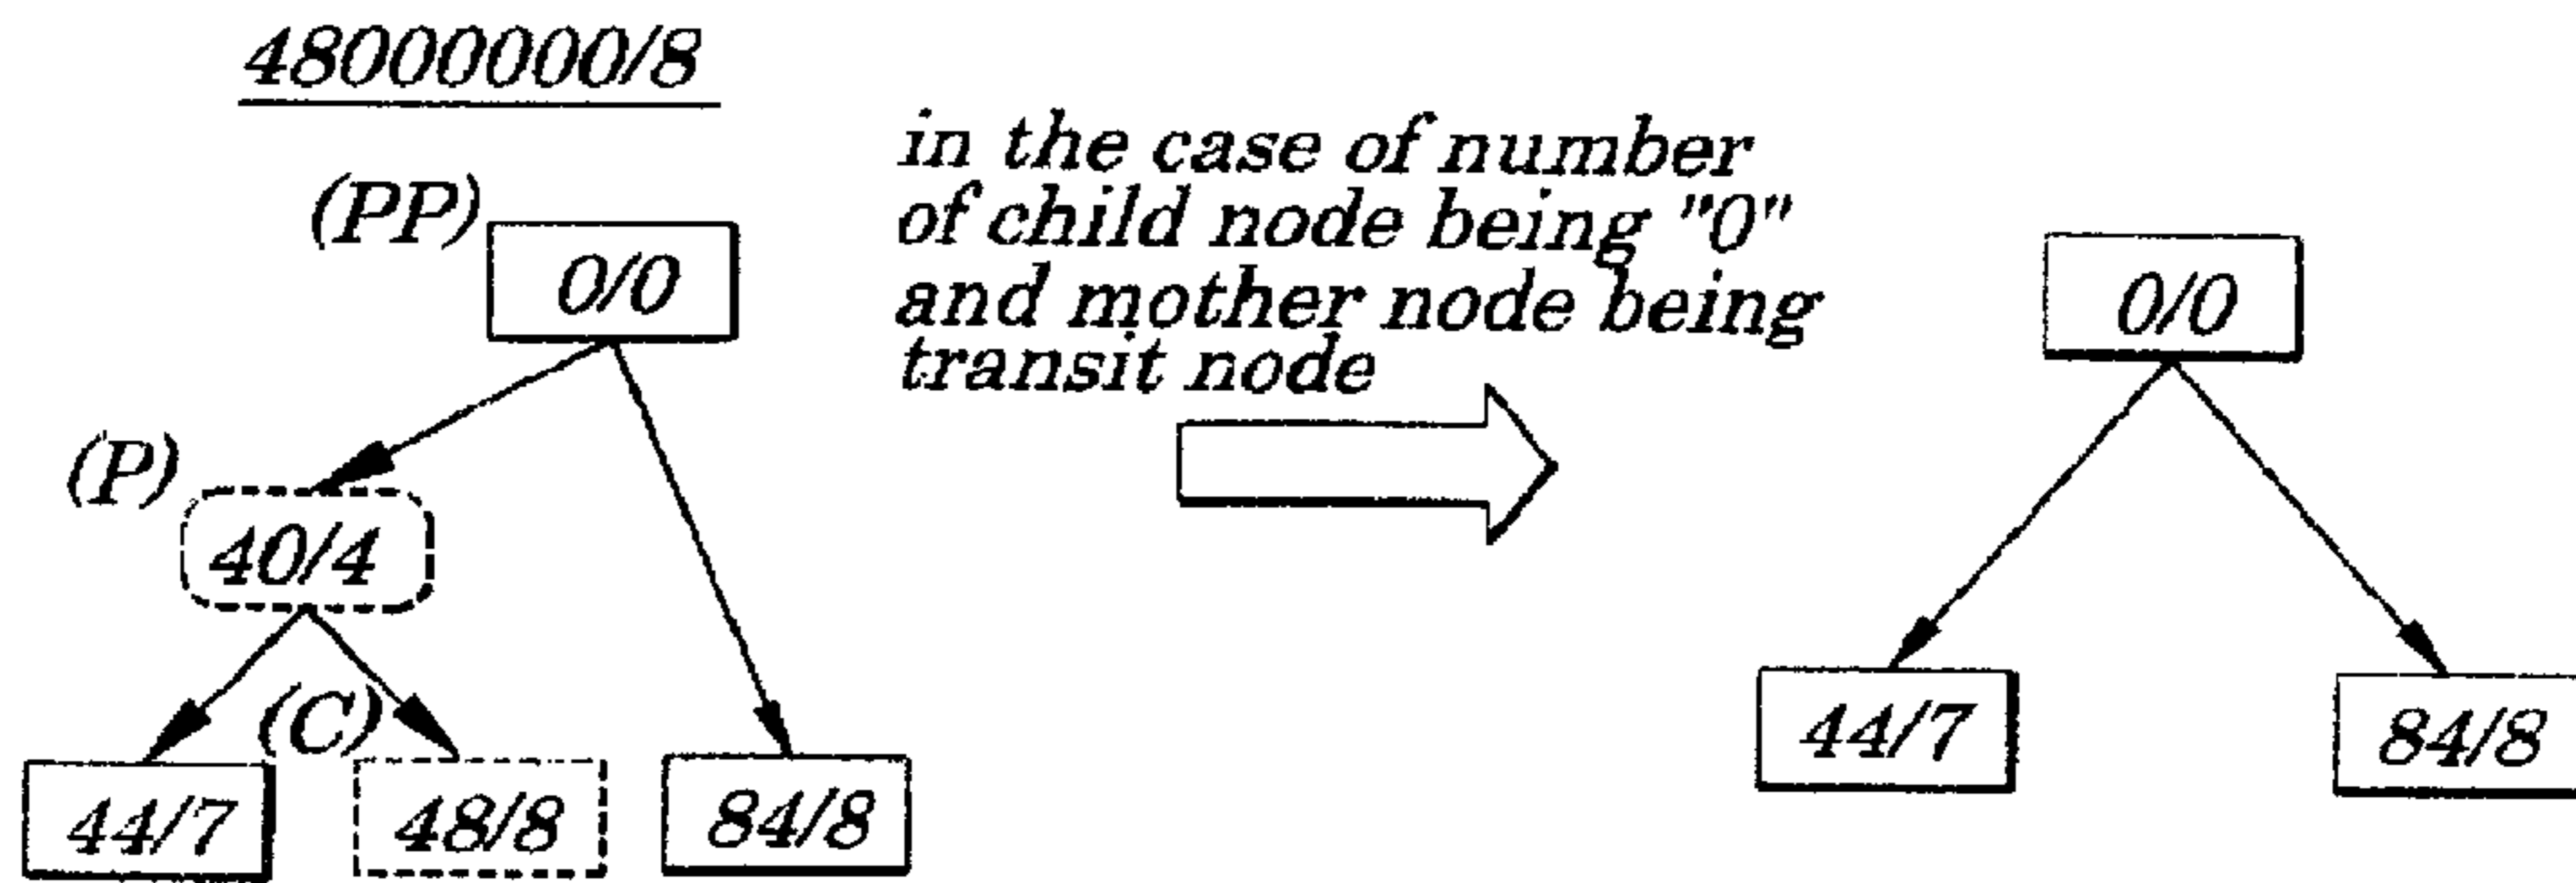 48000000/8
(PP)
0/0
in the case of number
of child node being "0"
and mother node being
transit node
0/0
(P)
40/4
(C)
44/7
48/8
84/8
44/7
84/8